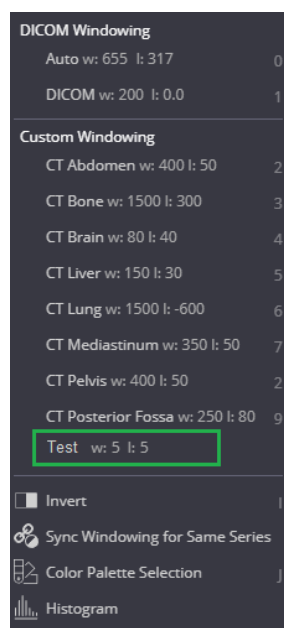 DICOM Windowing
Auto w: 655 l: 317 0
DICOM w: 200 l: 0.0 1
Custom Windowing
CT Abdomen w: 400 l: 50 2
CT Bone w: 1500 l: 300 3
CT Brain w: 80 l: 40 4
CT Liver w: 150 l: 30 5
CT Lung w: 1500 l: -600 6
CT Mediastinum w: 350 l: 50 7
CT Pelvis w: 400 l: 50 2
CT Posterior Fossa w: 250 l: 80 9
Test w: 5 l: 5
Invert I
Sync Windowing for Same Series
Color Palette Selection J
Histogram